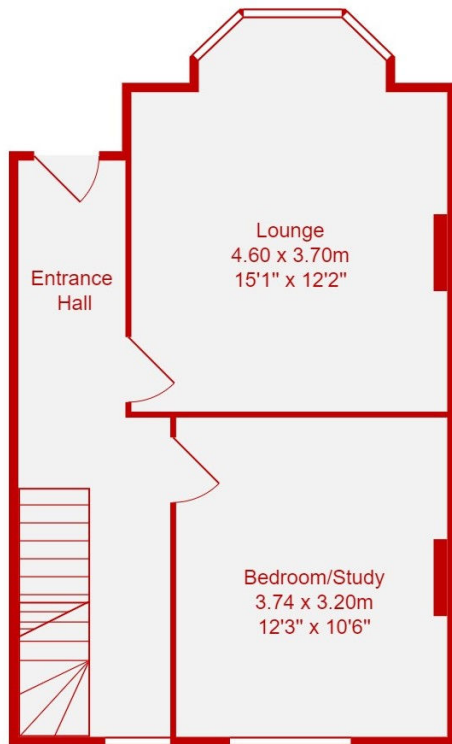 Lounge
4.60 x 3.70m
15'1" x 12'2"
Entrance
Hall
Bedroom/Study
3.74 x 3.20m
12'3" x 10'6"